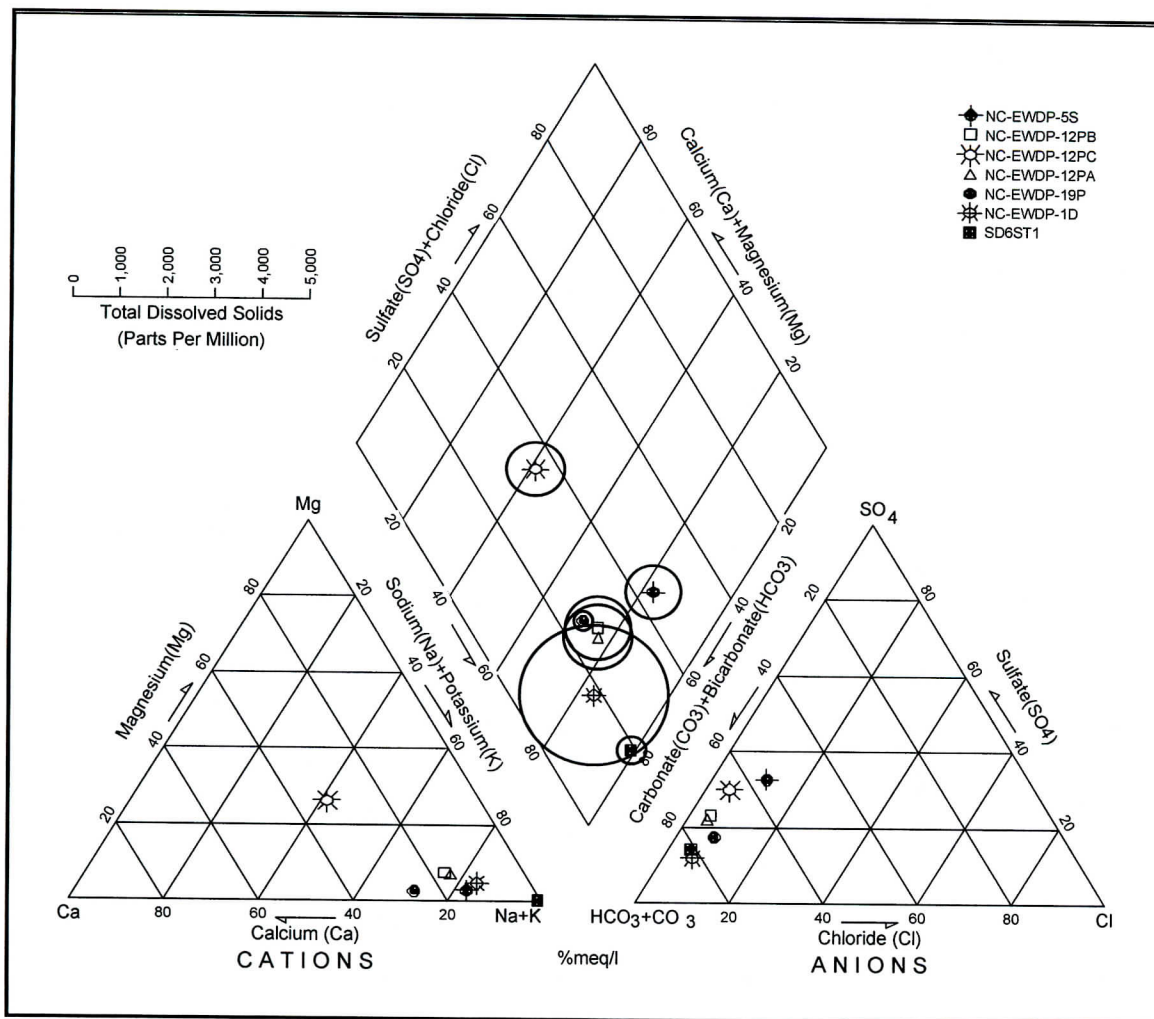 NC-EWDP-5S
NC-EWDP-12PB
NC-EWDP-12PC
NC-EWDP-12PA
NC-EWDP-19P
NC-EWDP-1D
SD6ST1
0 1,000 2,000 3,000 4,000 5,000
Total Dissolved Solids
(Parts Per Million)
Sulfate(SO4)+Chloride(Cl)
20 40 60 80
Calcium(Ca)+Magnesium(Mg)
80 60 40 20
Sodium(Na)+Potassium(K)
20 40 60 80
Carbonate(CO3)+Bicarbonate(HCO3)
20 40 60 80
Mg
Magnesium(Mg)
80 60 40 20
20 40 60 80
Ca
80 60 40 20
Na+K
Calcium (Ca)
CATIONS
%meq/l
SO4
20 40 60 80
Sulfate(SO4)
80 60 40 20
HCO3+CO3
20 40 60 80
Cl
Chloride (Cl)
ANIONS